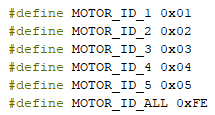 #define MOTOR_ID_1 0x01
#define MOTOR_ID_2 0x02
#define MOTOR_ID_3 0x03
#define MOTOR_ID_4 0x04
#define MOTOR_ID_5 0x05
#define MOTOR_ID_ALL 0xFE